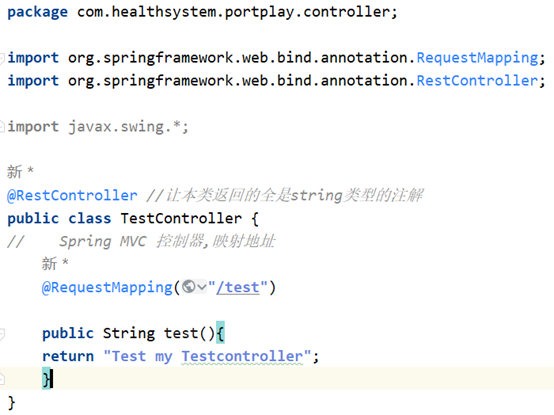 package com.healthsystem.portplay.controller;
import org.springframework.web.bind.annotation.RequestMapping;
import org.springframework.web.bind.annotation.RestController;
import javax.swing.*;
新 *
@RestController //让本类返回的全是string类型的注解
public class TestController {
//    Spring MVC 控制器,映射地址
新 *
@RequestMapping("/test")
public String test(){
return "Test my Testcontroller";
}
}